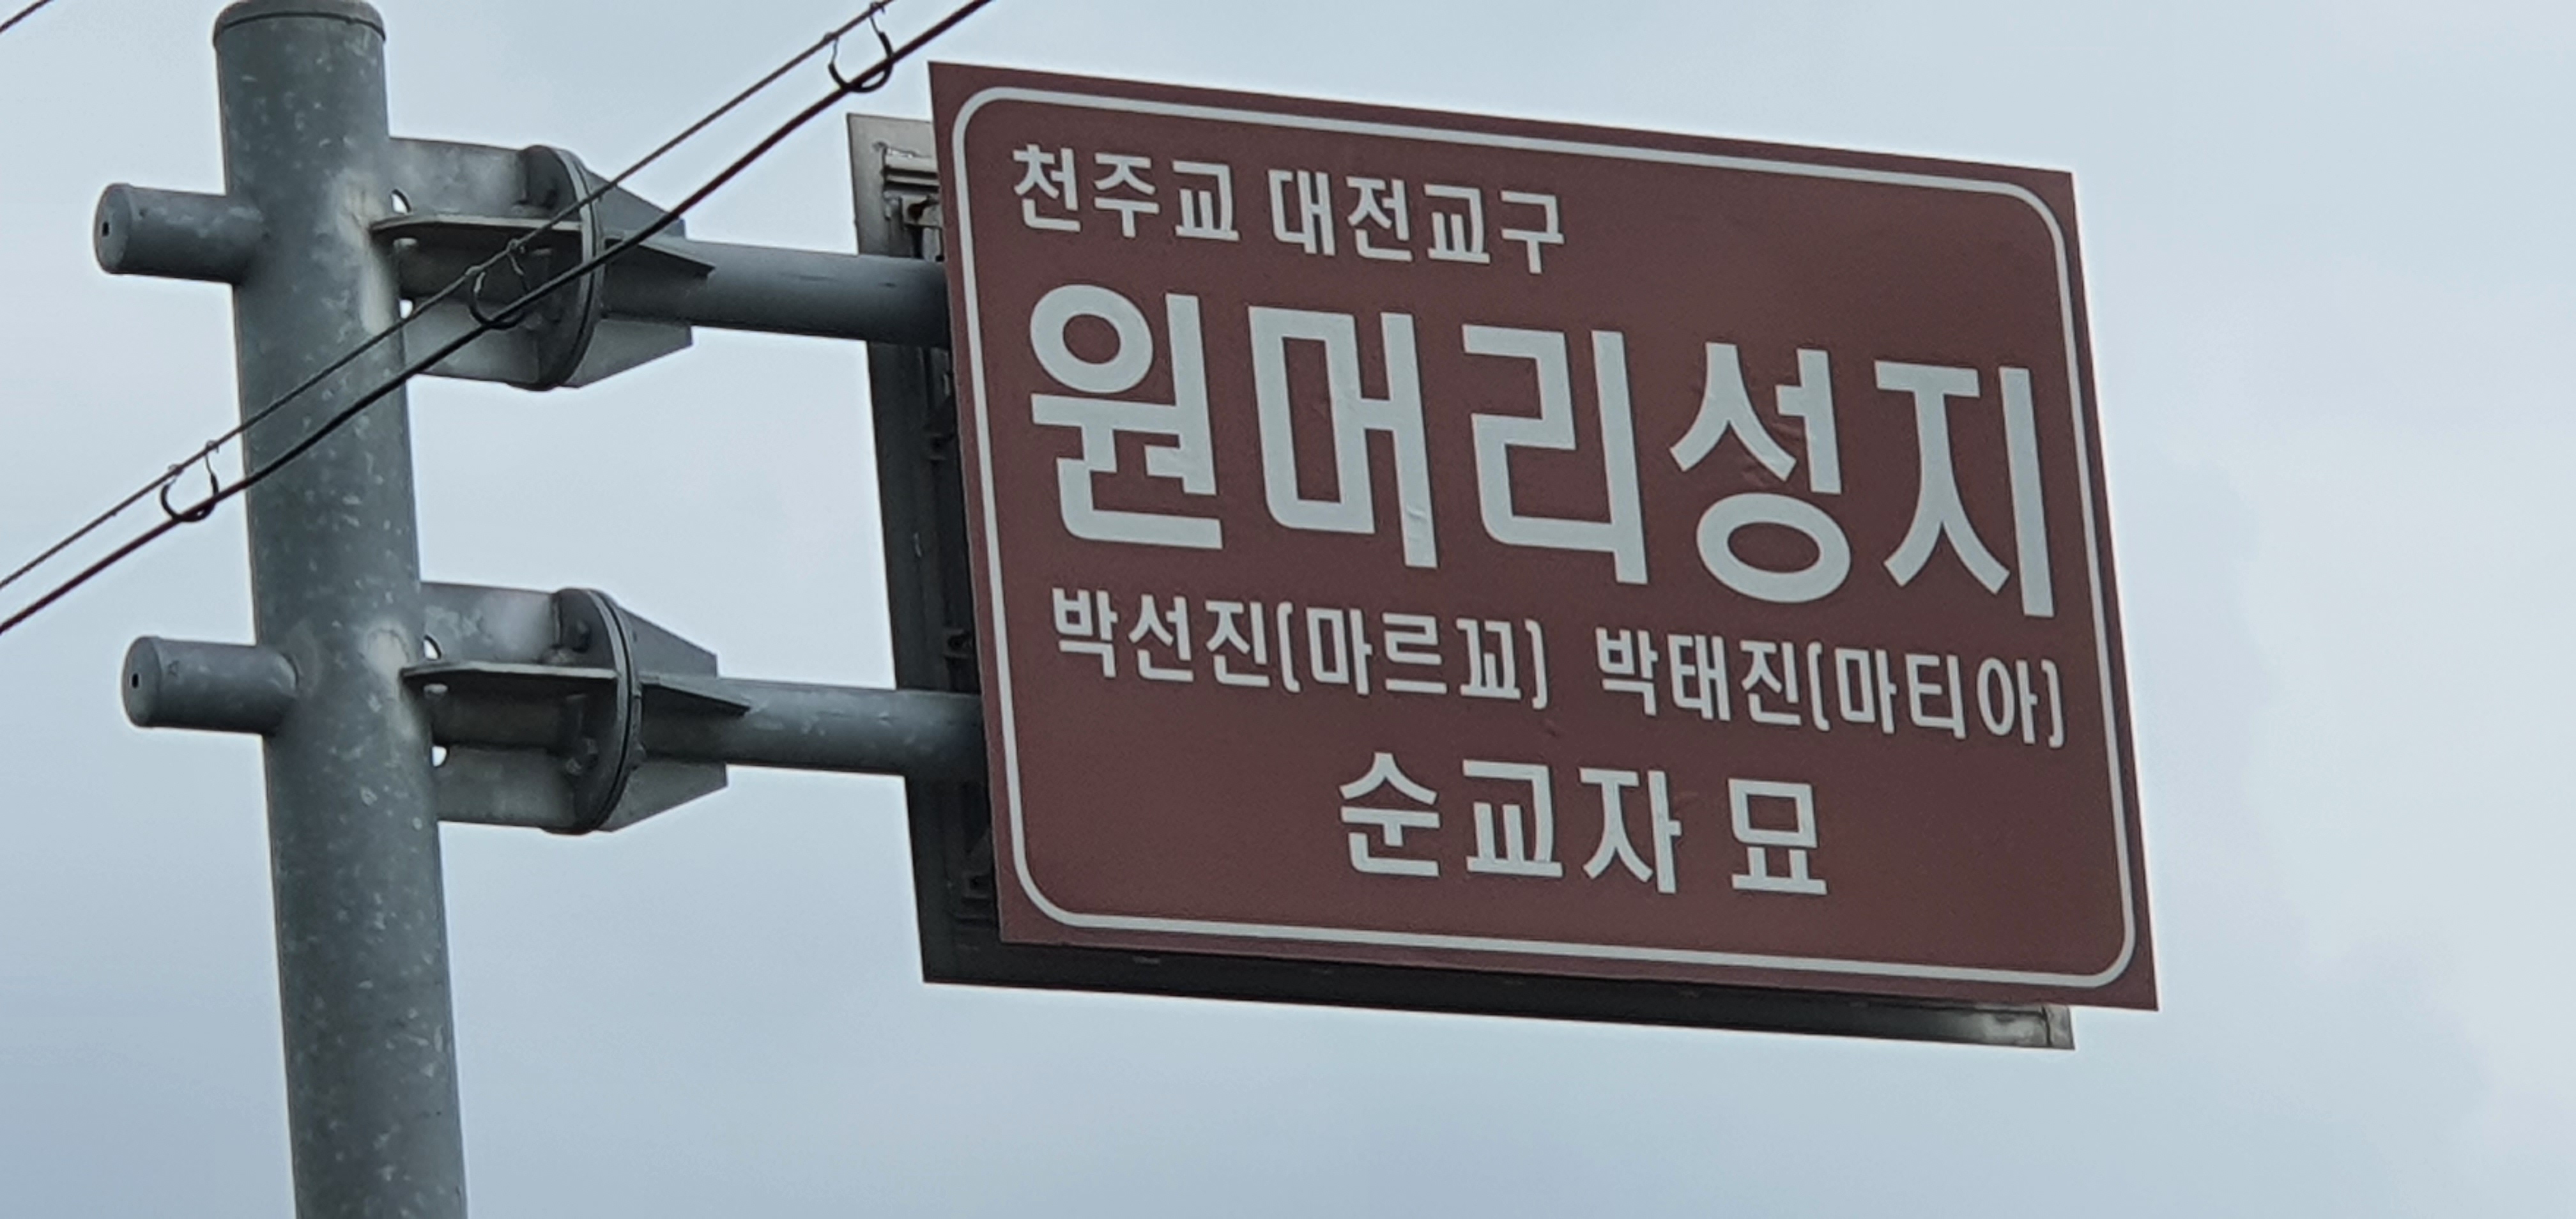 천주교 대전교구
원머리성지
박선진(마르꼬) 박태진(마티아)
순교자 묘